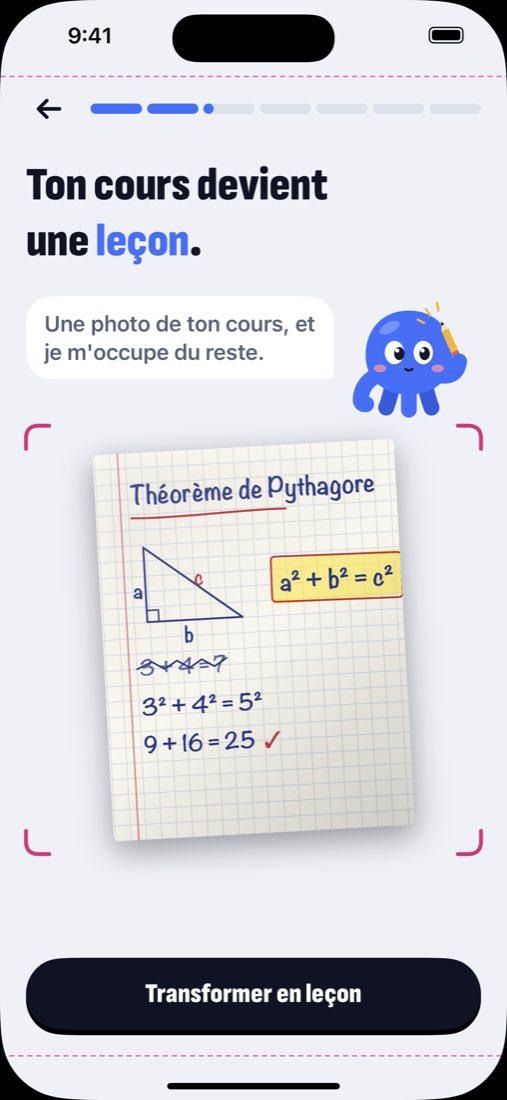 9:41
Ton cours devient
une leçon.
Une photo de ton cours, et
je m'occupe du reste.
Théorème de Pythagore
a² + b² = c²
c
a
b
3+4=7
3² + 4² = 5²
9 + 16 = 25 ✓
Transformer en leçon